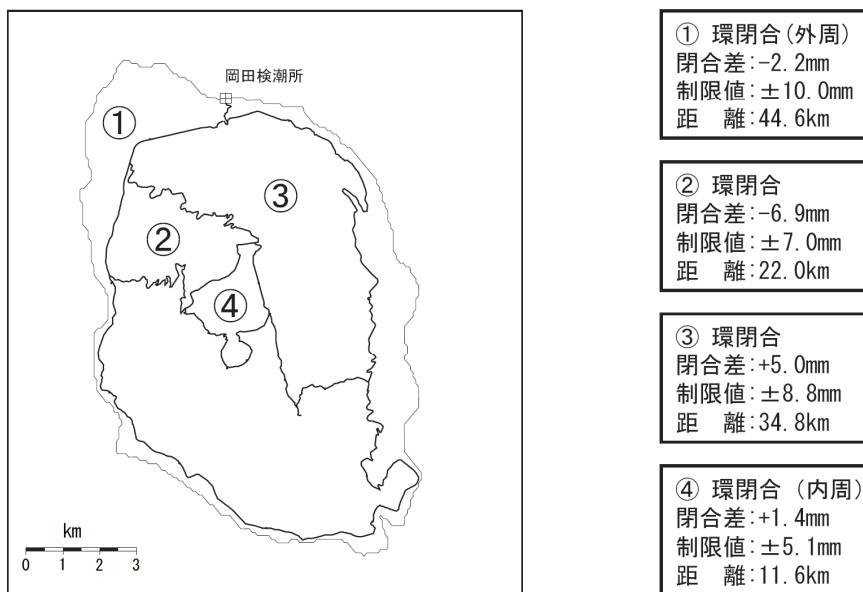 岡田検潮所
①
②
③
④
km
0 1 2 3
① 環閉合(外周)
閉合差:-2.2mm
制限値:±10.0mm
距 離:44.6km
② 環閉合
閉合差:-6.9mm
制限値:±7.0mm
距 離:22.0km
③ 環閉合
閉合差:+5.0mm
制限値:±8.8mm
距 離:34.8km
④ 環閉合 (内周)
閉合差:+1.4mm
制限値:±5.1mm
距 離:11.6km